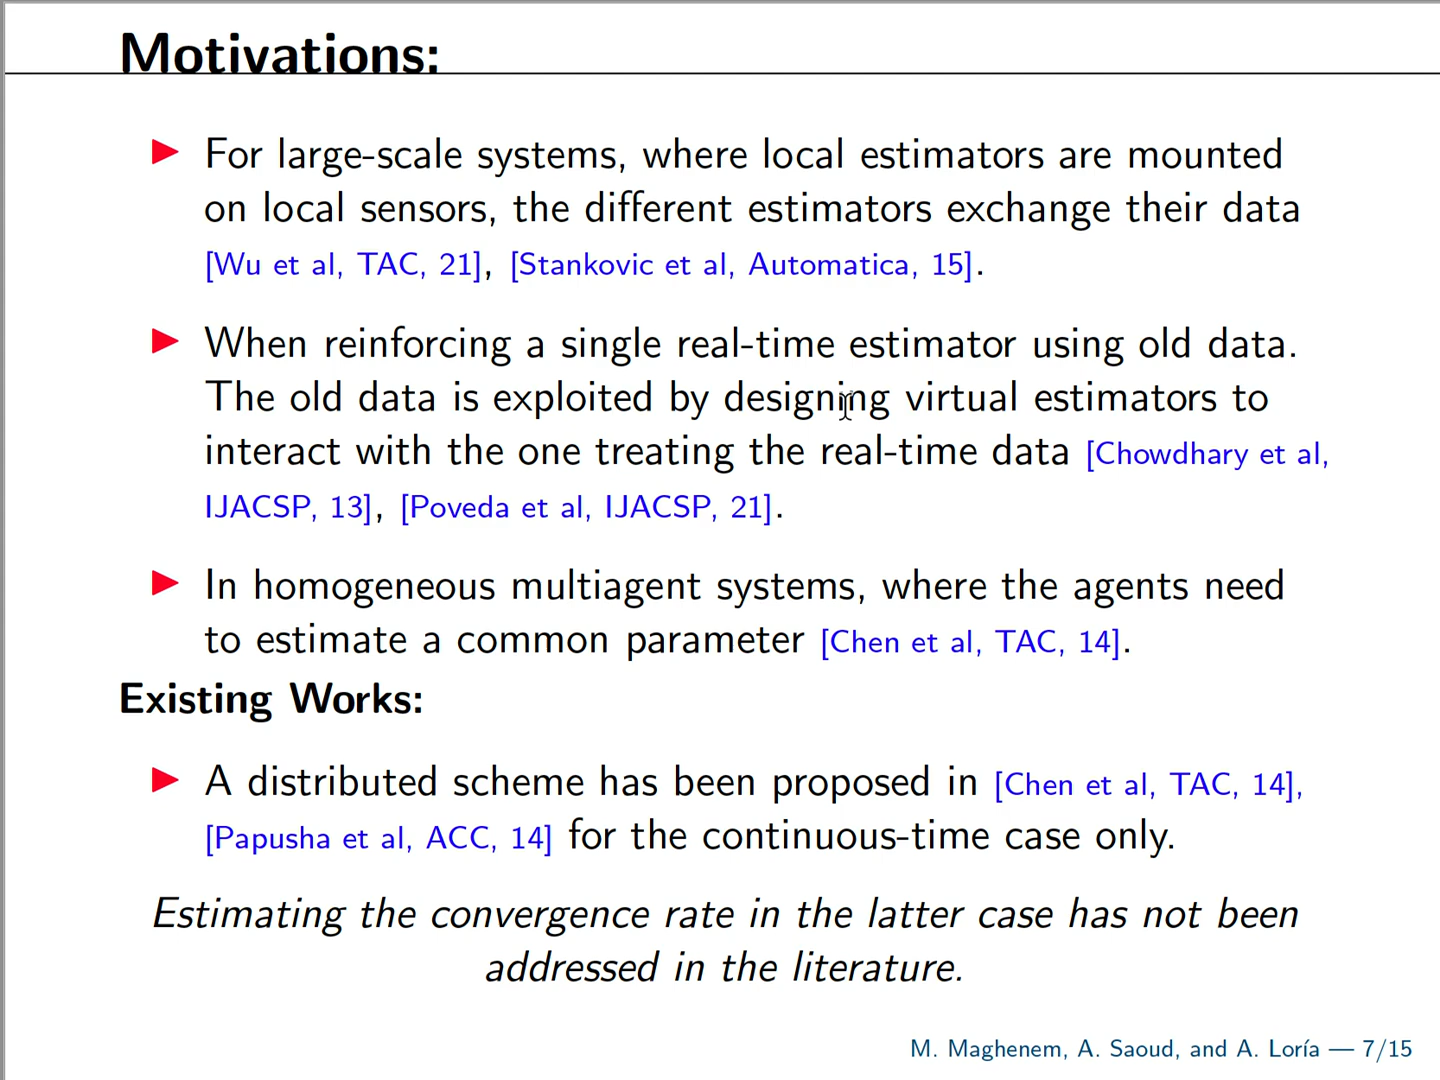 Motivations:
For large-scale systems, where local estimators are mounted
on local sensors, the different estimators exchange their data
[Wu et al, TAC, 21], [Stankovic et al, Automatica, 15].
When reinforcing a single real-time estimator using old data.
The old data is exploited by designing virtual estimators to
interact with the one treating the real-time data [Chowdhary et al,
IJACSP, 13], [Poveda et al, IJACSP, 21].
In homogeneous multiagent systems, where the agents need
to estimate a common parameter [Chen et al, TAC, 14].
Existing Works:
A distributed scheme has been proposed in [Chen et al, TAC, 14],
[Papusha et al, ACC, 14] for the continuous-time case only.
Estimating the convergence rate in the latter case has not been
addressed in the literature.
M. Maghenem, A. Saoud, and A. Loría — 7/15